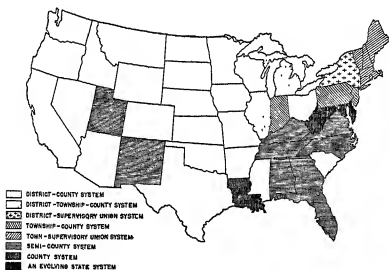 DISTRICT-COUNTY SYSTEM
DISTRICT-TOWNSHIP-COUNTY SYSTEM
DISTRICT-SUPERVISORY UNION SYSTEM
TOWNSHIP-COUNTY SYSTEM
TOWN-SUPERVISORY UNION SYSTEM
SEMI-COUNTY SYSTEM
COUNTY SYSTEM
AN EVOLVING STATE SYSTEM